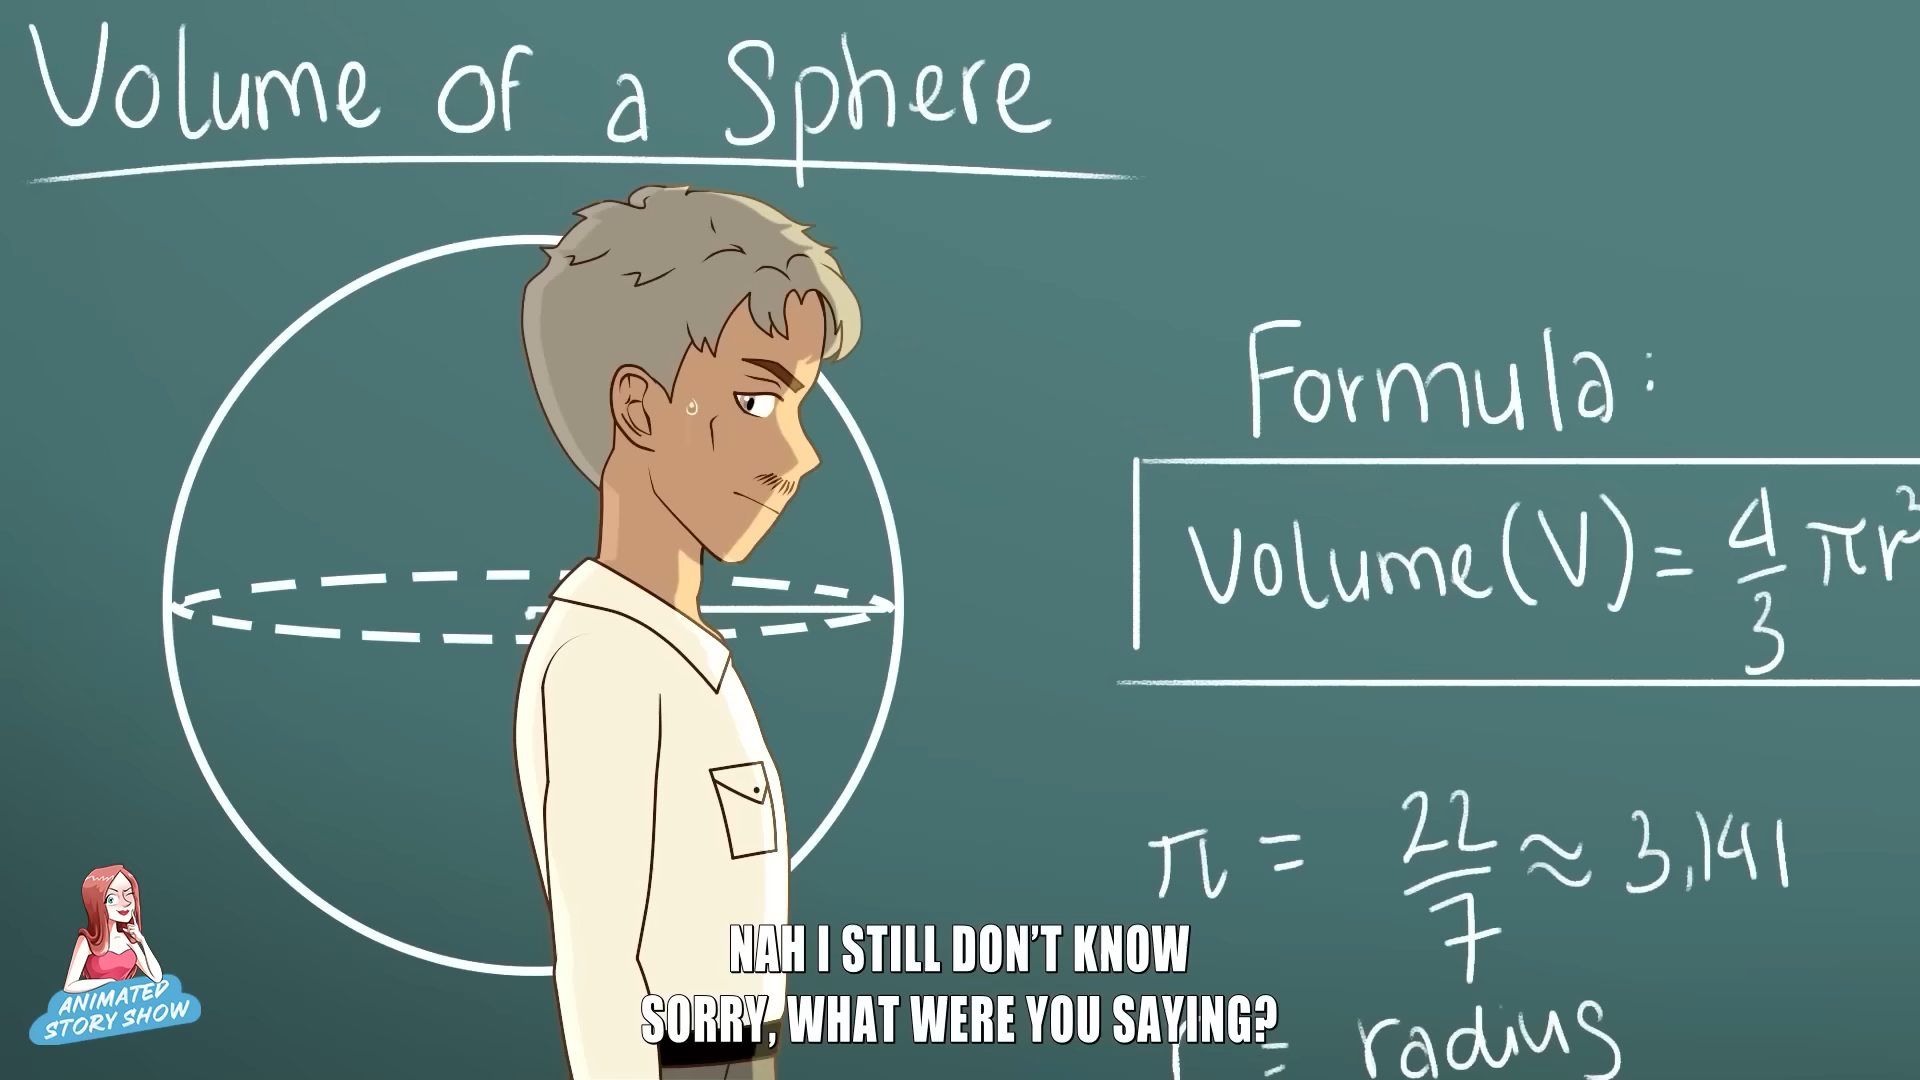 Volume of a Sphere
Formula:
Volume (V) = 4/3 πr³
π = 22/7 ≈ 3,141
r = radius
NAH I STILL DON'T KNOW
SORRY, WHAT WERE YOU SAYING?
ANIMATED
STORY SHOW